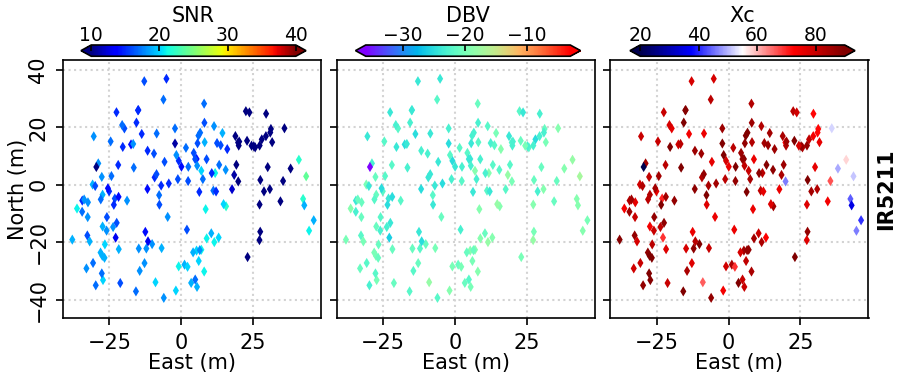 SNR DBV Xc
10 20 30 40 −30 −20 −10 20 40 60 80
40
20
0
−20
−40
North (m)
IR5211
−25 0 25 −25 0 25 −25 0 25
East (m) East (m) East (m)